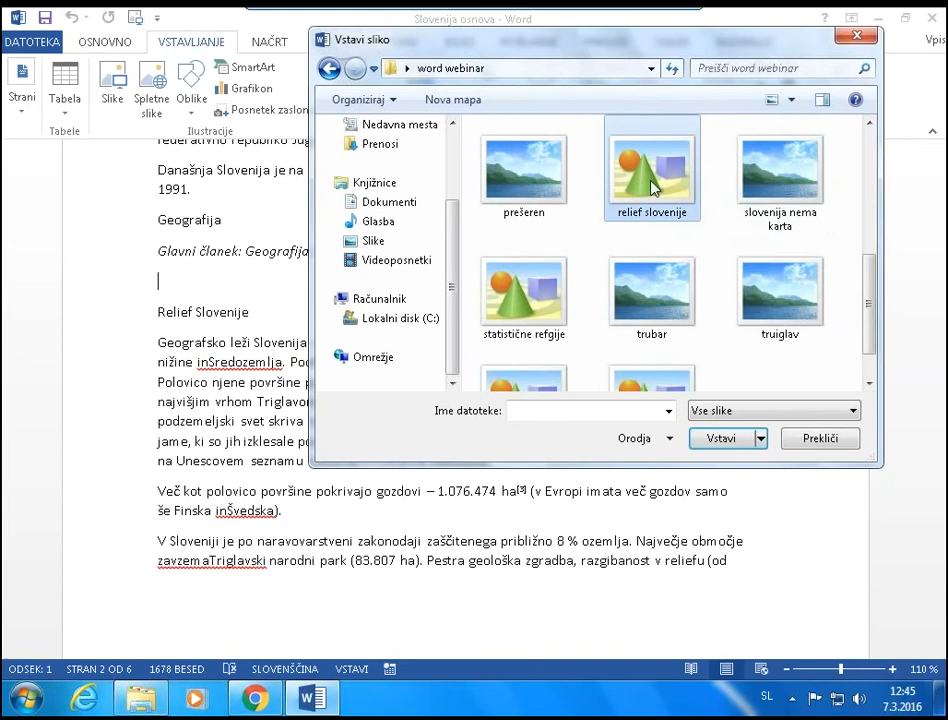 Slovenija osnova - Word
DATOTEKA OSNOVNO VSTAVLJANJE NAČRT
Vpis
Strani
Tabela
Slike
Spletne slike
Oblike
SmartArt
Grafikon
Posnetek zaslon
Tabele
Ilustracije
Vstavi sliko
word webinar
Preišči word webinar
Organiziraj
Nova mapa
Nedavna mesta
Prenosi
Knjižnice
Dokumenti
Glasba
Slike
Videoposnetki
Računalnik
Lokalni disk (C:)
Omrežje
prešeren
relief slovenije
slovenija nema karta
statistične refgije
trubar
truiglav
Ime datoteke:
Vse slike
Orodja
Vstavi
Prekliči
Današnja Slovenija je na
1991.
Geografija
Glavni članek: Geografija
Relief Slovenije
Geografsko leži Slovenija
nižine inSredozemlja. Pod
Polovico njene površine p
najvišjim vrhom Triglavom
podzemeljski svet skriva
jame, ki so jih izklesale po
na Unescovem seznamu
Več kot polovico površine pokrivajo gozdovi – 1.076.474 ha[3] (v Evropi imata več gozdov samo
še Finska inŠvedska).
V Sloveniji je po naravovarstveni zakonodaji zaščitenega približno 8 % ozemlja. Največje območje
zavzemaTriglavski narodni park (83.807 ha). Pestra geološka zgradba, razgibanost v reliefu (od
ODSEK: 1 STRAN 2 OD 6 1678 BESED SLOVENŠČINA VSTAVI
110 %
SL
12:45
7.3.2016